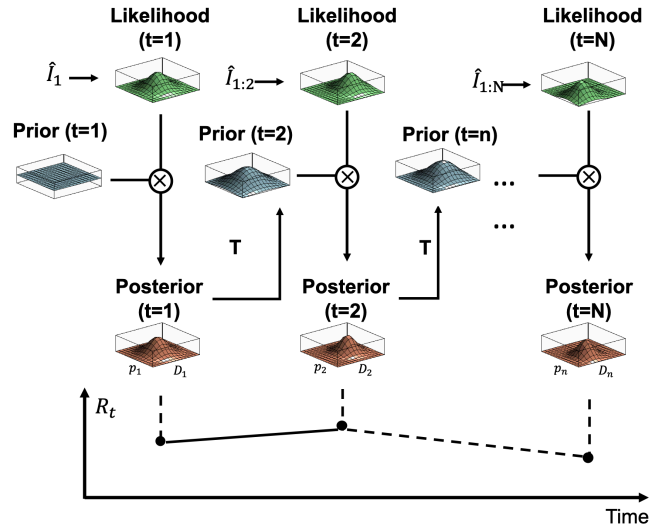 Likelihood
(t=1)
Likelihood
(t=2)
Likelihood
(t=N)
Î₁
Î₁:₂
Î₁:N
Prior (t=1)
Prior (t=2)
Prior (t=n)
...
...
T
T
Posterior
(t=1)
Posterior
(t=2)
Posterior
(t=N)
p₁ D₁
p₂ D₂
pₙ Dₙ
Rₜ
Time